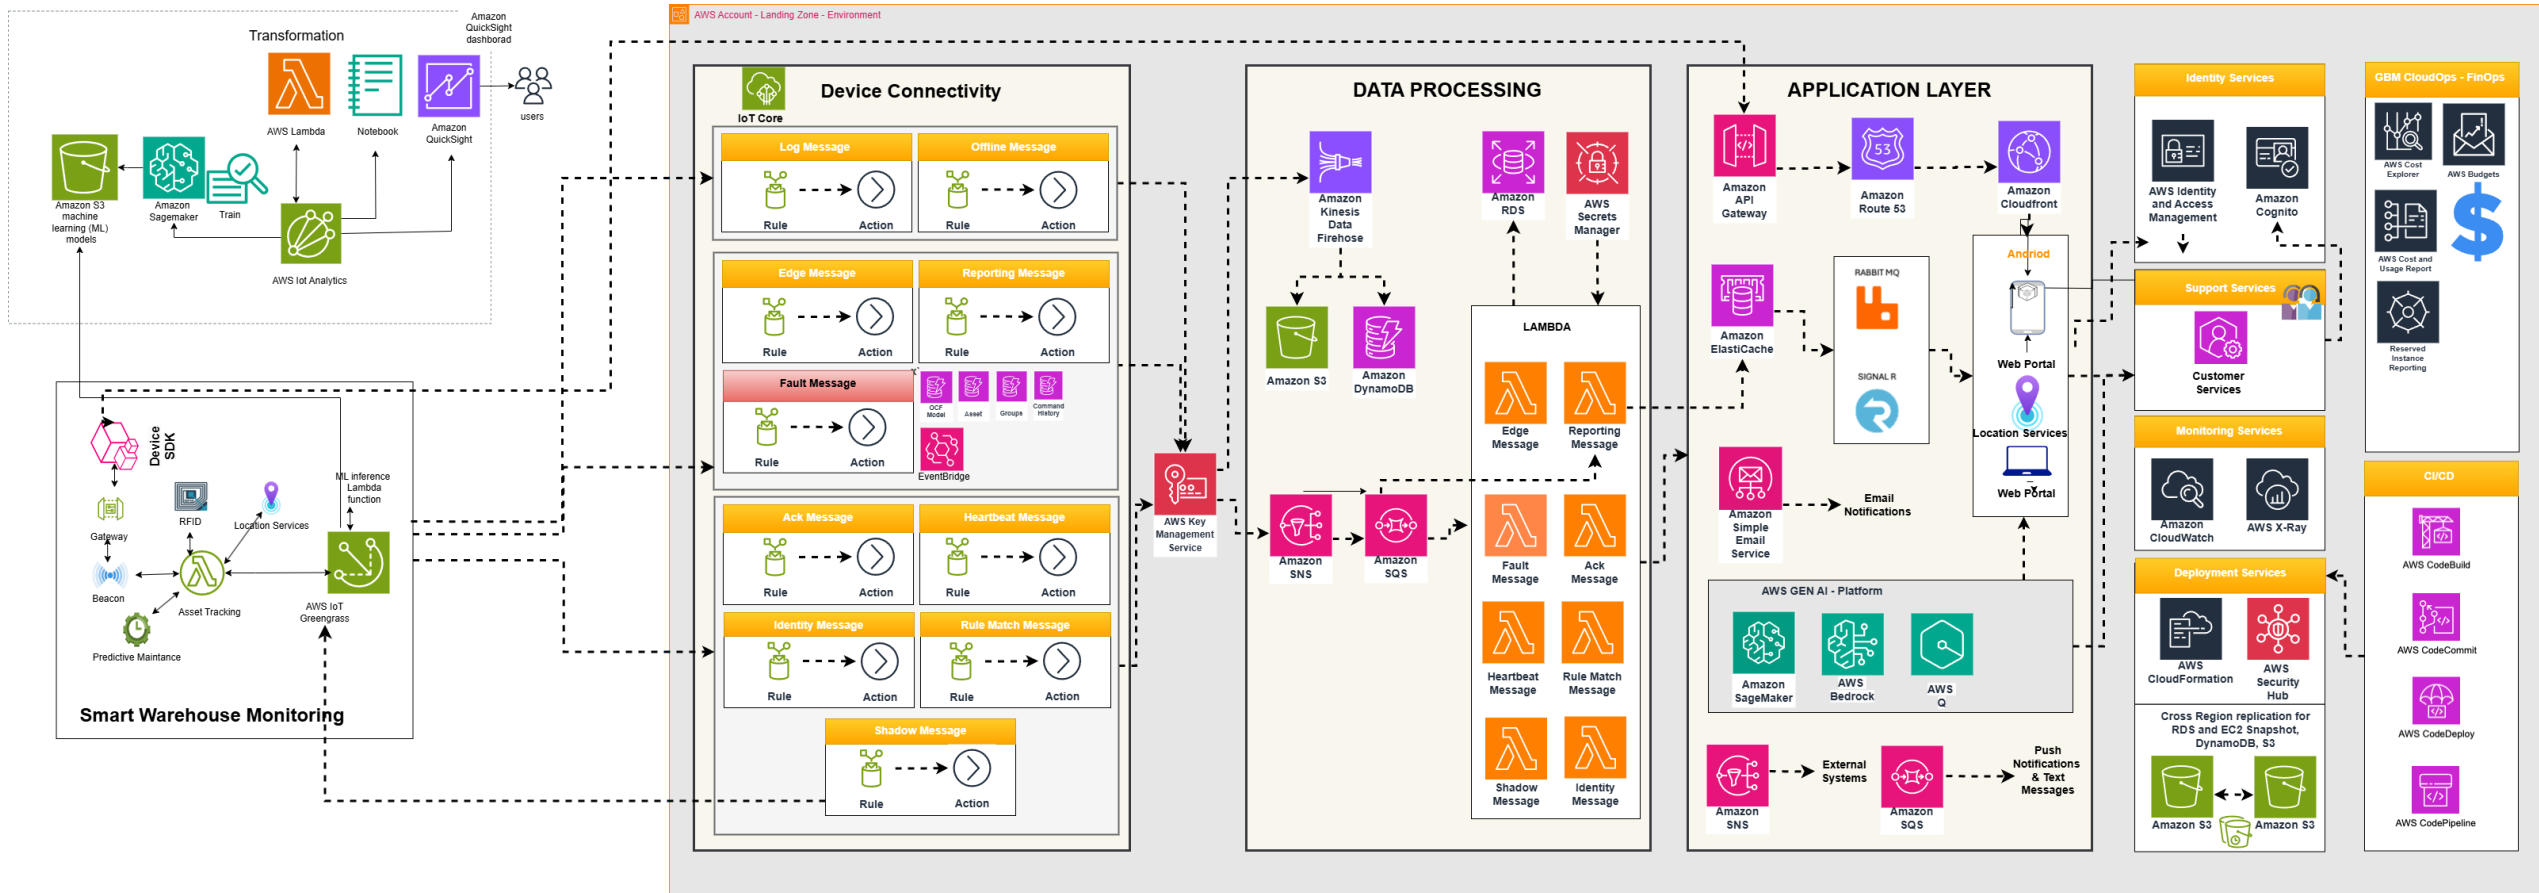 AWS Account - Landing Zone - Environment
Transformation
Amazon
QuickSight
dashborad
AWS Lambda
Notebook
Amazon
QuickSight
users
Amazon S3
machine
learning (ML)
models
Amazon
Sagemaker
Train
AWS Iot Analytics
Device
SDK
Gateway
RFID
Location Services
ML inference
Lambda
function
Beacon
Asset Tracking
AWS IoT
Greengrass
Predictive Maintance
Smart Warehouse Monitoring
IoT Core
Device Connectivity
Log Message
Rule
Action
Offline Message
Rule
Action
Edge Message
Rule
Action
Reporting Message
Rule
Action
Fault Message
Rule
Action
OCF
Model
Asset
Groups
Command
History
EventBridge
Ack Message
Rule
Action
Heartbeat Message
Rule
Action
Identity Message
Rule
Action
Rule Match Message
Rule
Action
Shadow Message
Rule
Action
AWS Key
Management
Service
DATA PROCESSING
Amazon
Kinesis
Data
Firehose
Amazon
RDS
AWS
Secrets
Manager
Amazon S3
Amazon
DynamoDB
LAMBDA
Edge
Message
Reporting
Message
Amazon
SNS
Amazon
SQS
Fault
Message
Ack
Message
Heartbeat
Message
Rule Match
Message
Shadow
Message
Identity
Message
APPLICATION LAYER
Amazon
API
Gateway
53
Amazon
Route 53
Amazon
Cloudfront
Amazon
ElastiCache
RABBIT MQ
SIGNAL R
Andriod
Web Portal
Location Services
Web Portal
Amazon
Simple
Email
Service
Email
Notifications
AWS GEN AI - Platform
Amazon
SageMaker
AWS
Bedrock
AWS
Q
Amazon
SNS
External
Systems
Amazon
SQS
Push
Notifications
& Text
Messages
Identity Services
AWS Identity
and Access
Management
Amazon
Cognito
Support Services
Customer
Services
Monitoring Services
Amazon
CloudWatch
AWS X-Ray
Deployment Services
AWS
CloudFormation
AWS
Security
Hub
Cross Region replication for
RDS and EC2 Snapshot,
DynamoDB, S3
Amazon S3
Amazon S3
GBM CloudOps - FinOps
AWS Cost
Explorer
AWS Budgets
$
AWS Cost and
Usage Report
Reserved
Instance
Reporting
CI/CD
AWS CodeBuild
AWS CodeCommit
AWS CodeDeploy
AWS CodePipeline